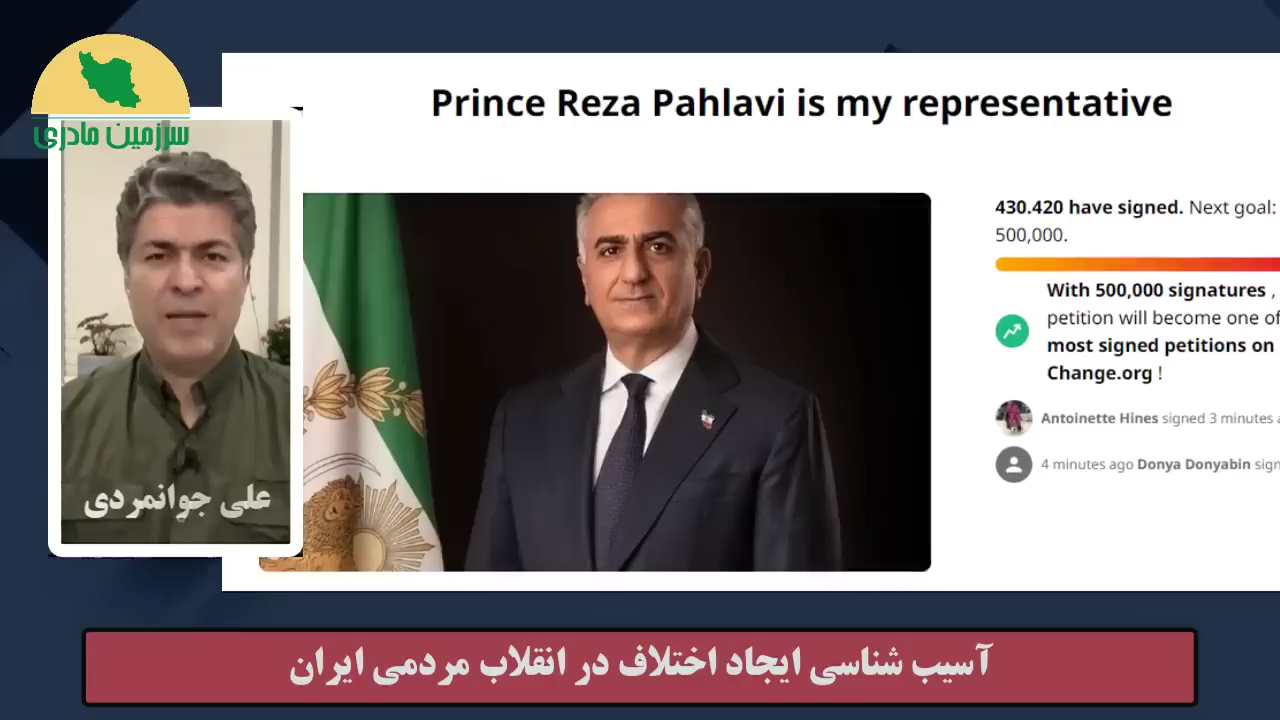 سرزمین مادری
Prince Reza Pahlavi is my representative
430.420 have signed. Next goal:
500,000.
With 500,000 signatures ,
petition will become one of
most signed petitions on
Change.org !
Antoinette Hines signed 3 minutes
4 minutes ago Donya Donyabin
علی جوانمردی
آسیب شناسی ایجاد اختلاف در انقلاب مردمی ایران